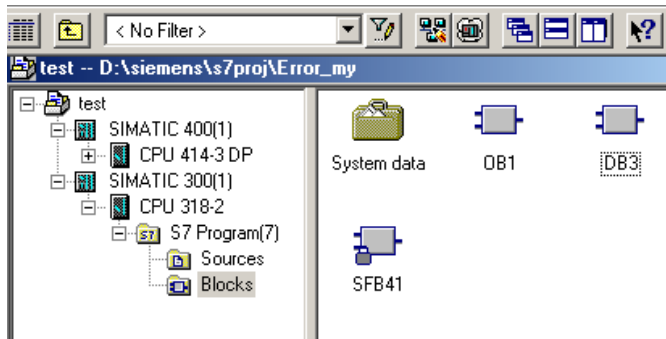 < No Filter >
test -- D:\siemens\s7proj\Error_my
test
SIMATIC 400(1)
CPU 414-3 DP
SIMATIC 300(1)
CPU 318-2
S7 Program(7)
Sources
Blocks
System data
OB1
DB3
SFB41